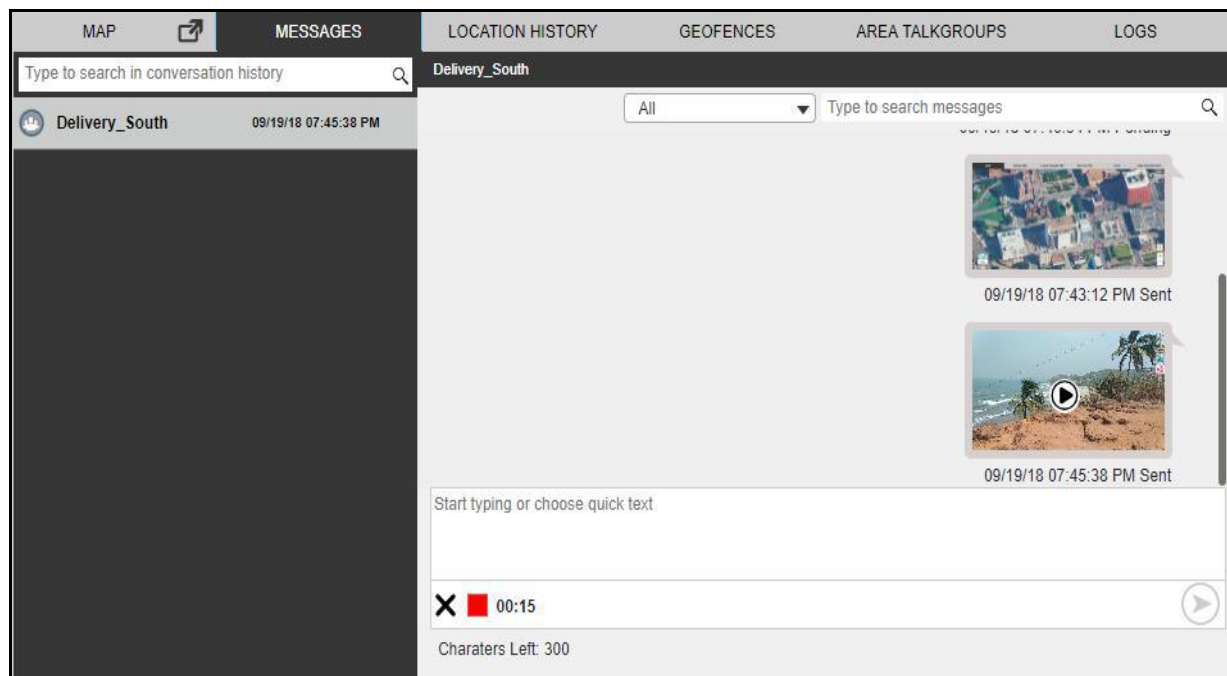 MAP
MESSAGES
LOCATION HISTORY
GEOFENCES
AREA TALKGROUPS
LOGS
Type to search in conversation history
Delivery_South
09/19/18 07:45:38 PM
Delivery_South
All
Type to search messages
09/19/18 07:43:12 PM Sent
09/19/18 07:45:38 PM Sent
Start typing or choose quick text
00:15
Charaters Left: 300